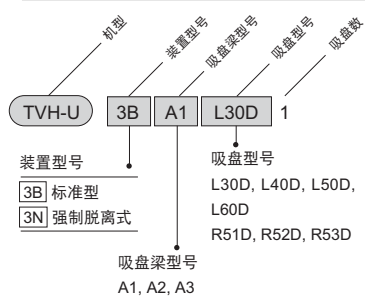 机型
装置型号
吸盘梁型号
吸盘型号
吸盘数
TVH-U 3B A1 L30D 1
装置型号
3B 标准型
3N 强制脱离式
吸盘型号
L30D, L40D, L50D,
L60D
R51D, R52D, R53D
吸盘梁型号
A1, A2, A3